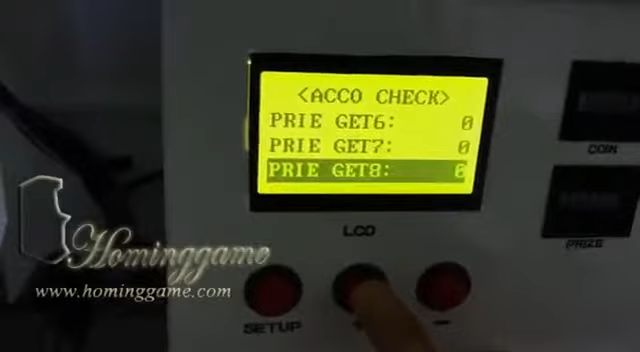 <ACCO CHECK>
PRIE GET6: 0
PRIE GET7: 0
PRIE GET8: 0
COIN
LCD
PRIZE
Hominggame
www.hominggame.com
SETUP
-